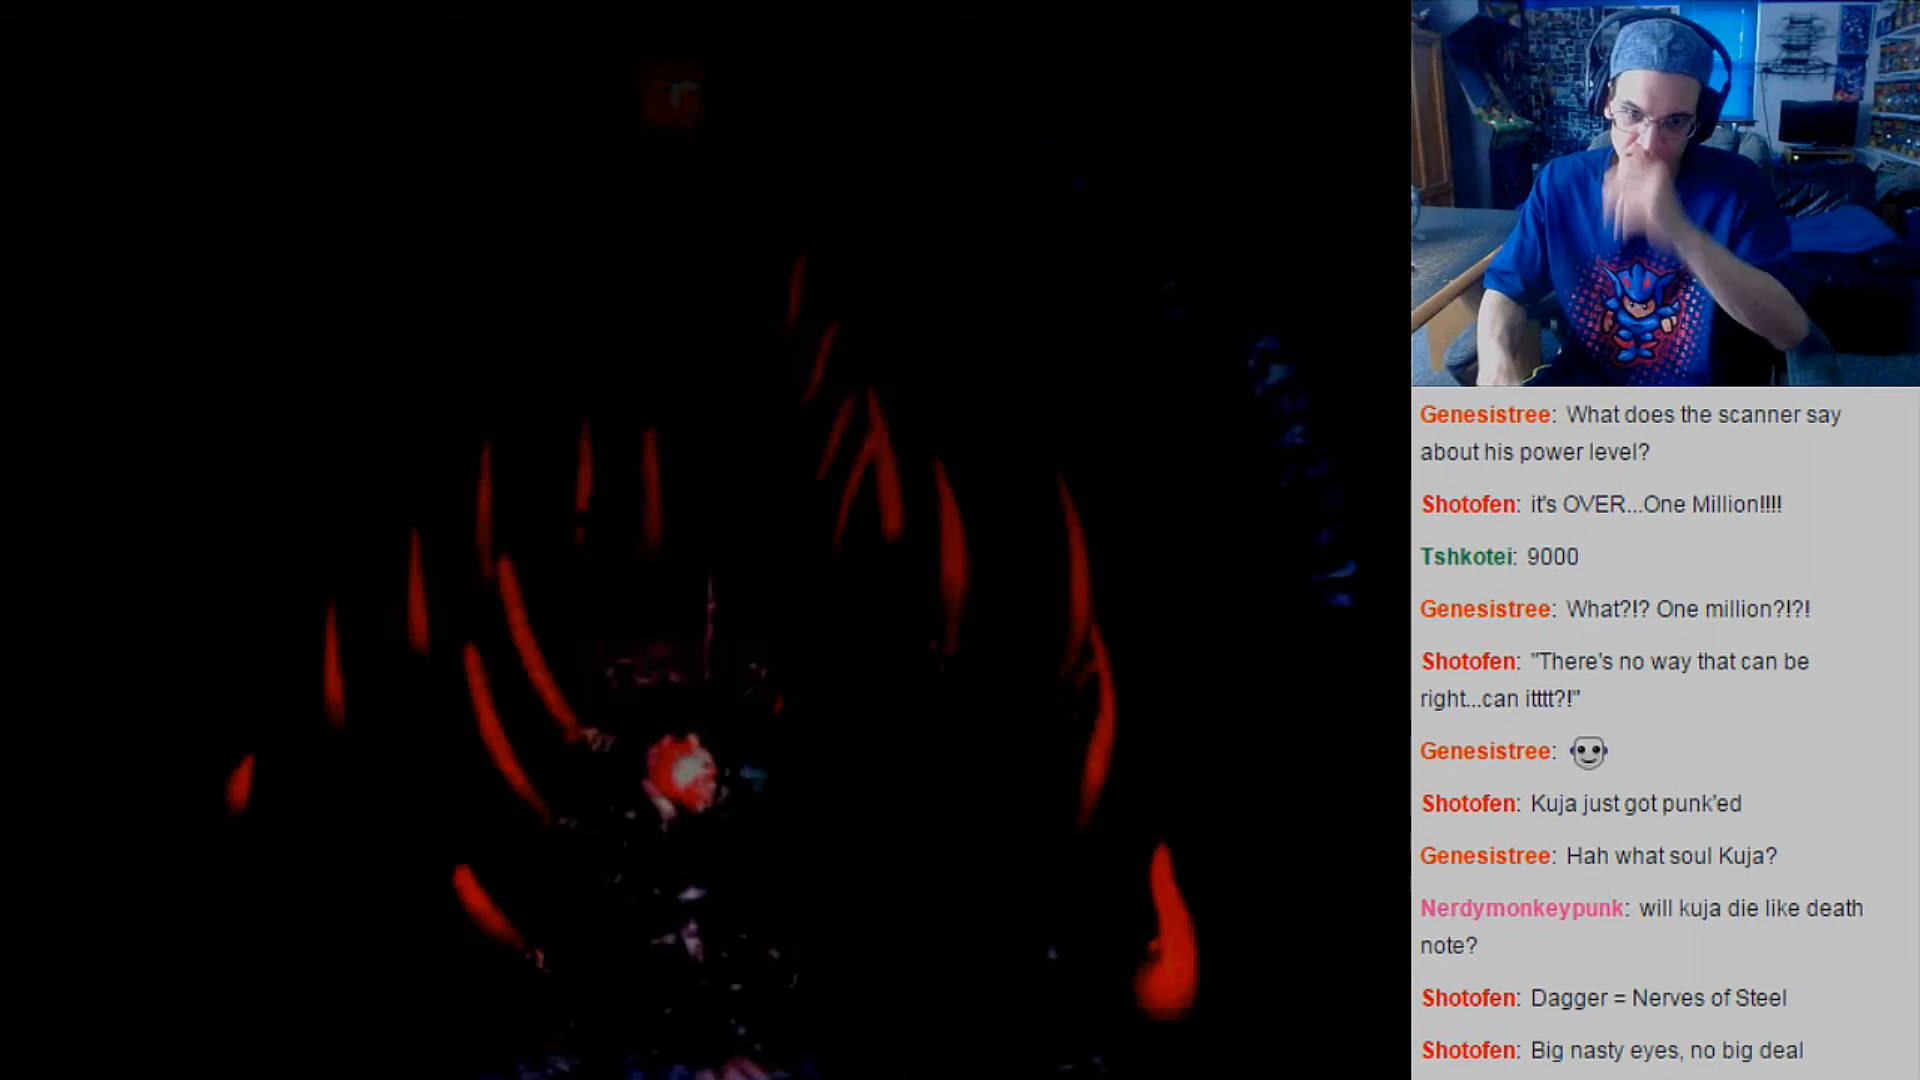 Genesistree: What does the scanner say
about his power level?
Shotofen: it's OVER...One Million!!!!
Tshkotei: 9000
Genesistree: What?!? One million?!?!
Shotofen: "There's no way that can be
right...can itttt?!"
Genesistree:
Shotofen: Kuja just got punk'ed
Genesistree: Hah what soul Kuja?
Nerdymonkeypunk: will kuja die like death
note?
Shotofen: Dagger = Nerves of Steel
Shotofen: Big nasty eyes, no big deal